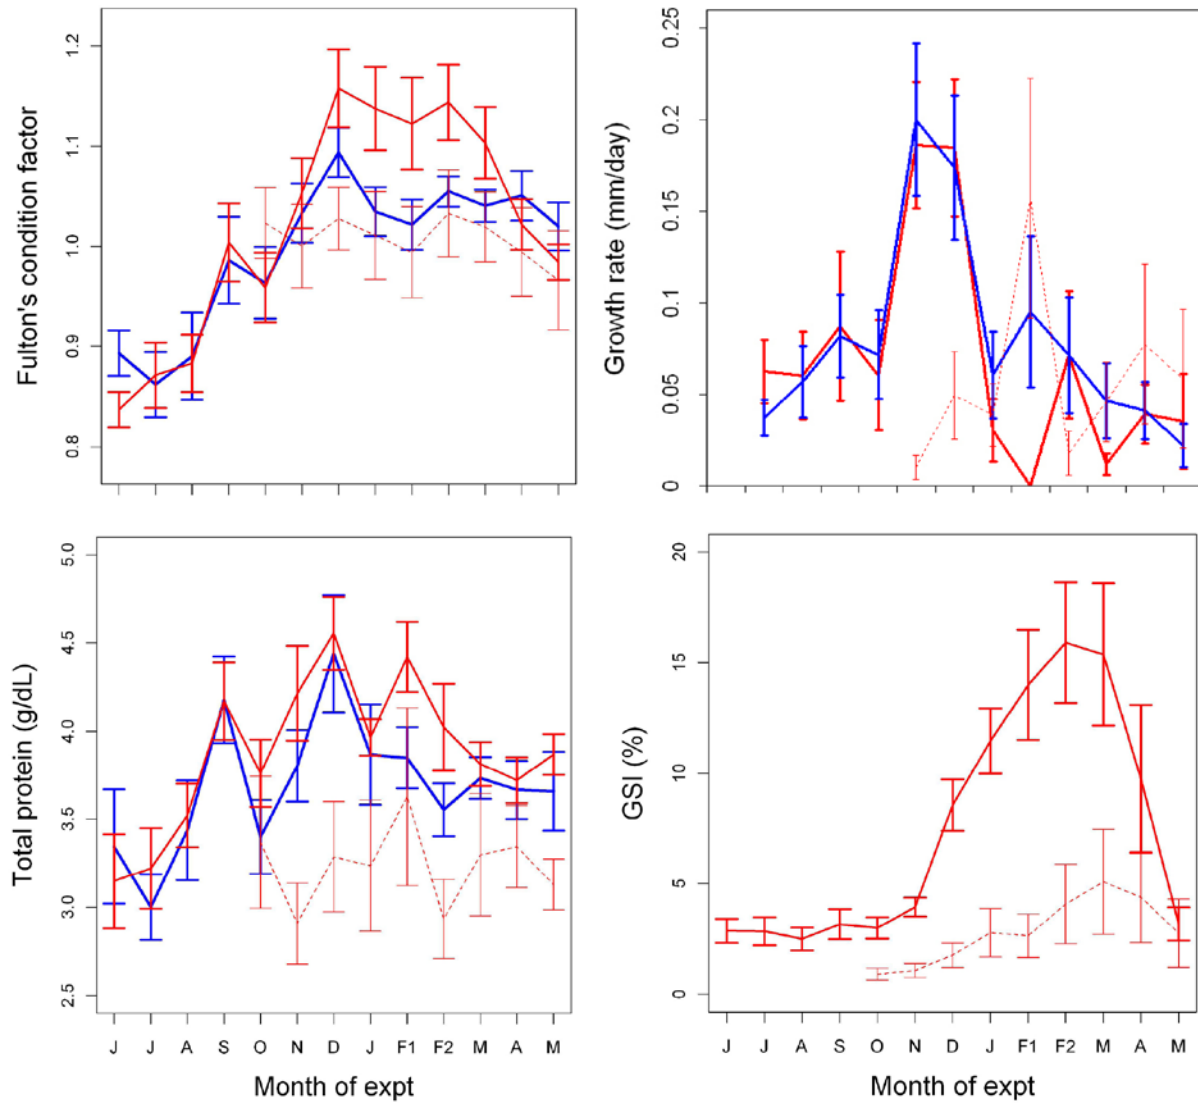 Fulton's condition factor
1.2
1.1
1.0
0.9
0.8
Growth rate (mm/day)
0.25
0.2
0.15
0.1
0.05
0
Total protein (g/dL)
5.0
4.5
4.0
3.5
3.0
2.5
J J A S O N D J F1 F2 M A M
Month of expt
GSI (%)
20
15
10
5
0
J J A S O N D J F1 F2 M A M
Month of expt